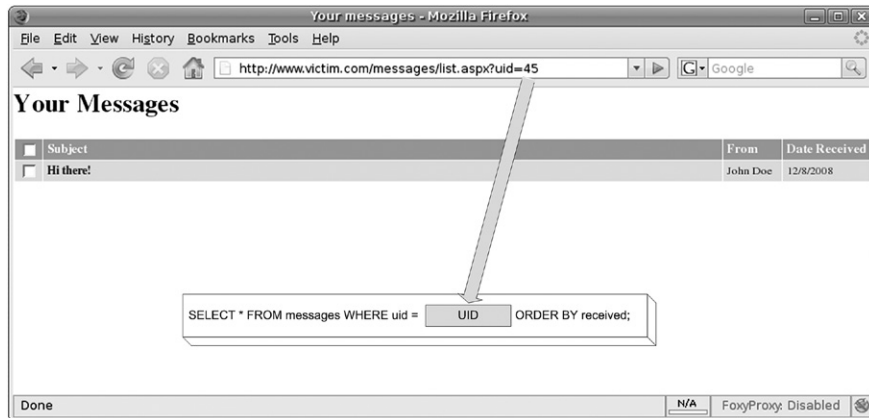 Your messages - Mozilla Firefox
File Edit View History Bookmarks Tools Help
http://www.victim.com/messages/list.aspx?uid=45
G Google
Your Messages
Subject From Date Received
Hi there! John Doe 12/8/2008
SELECT * FROM messages WHERE uid = UID ORDER BY received;
Done N/A FoxyProxy: Disabled